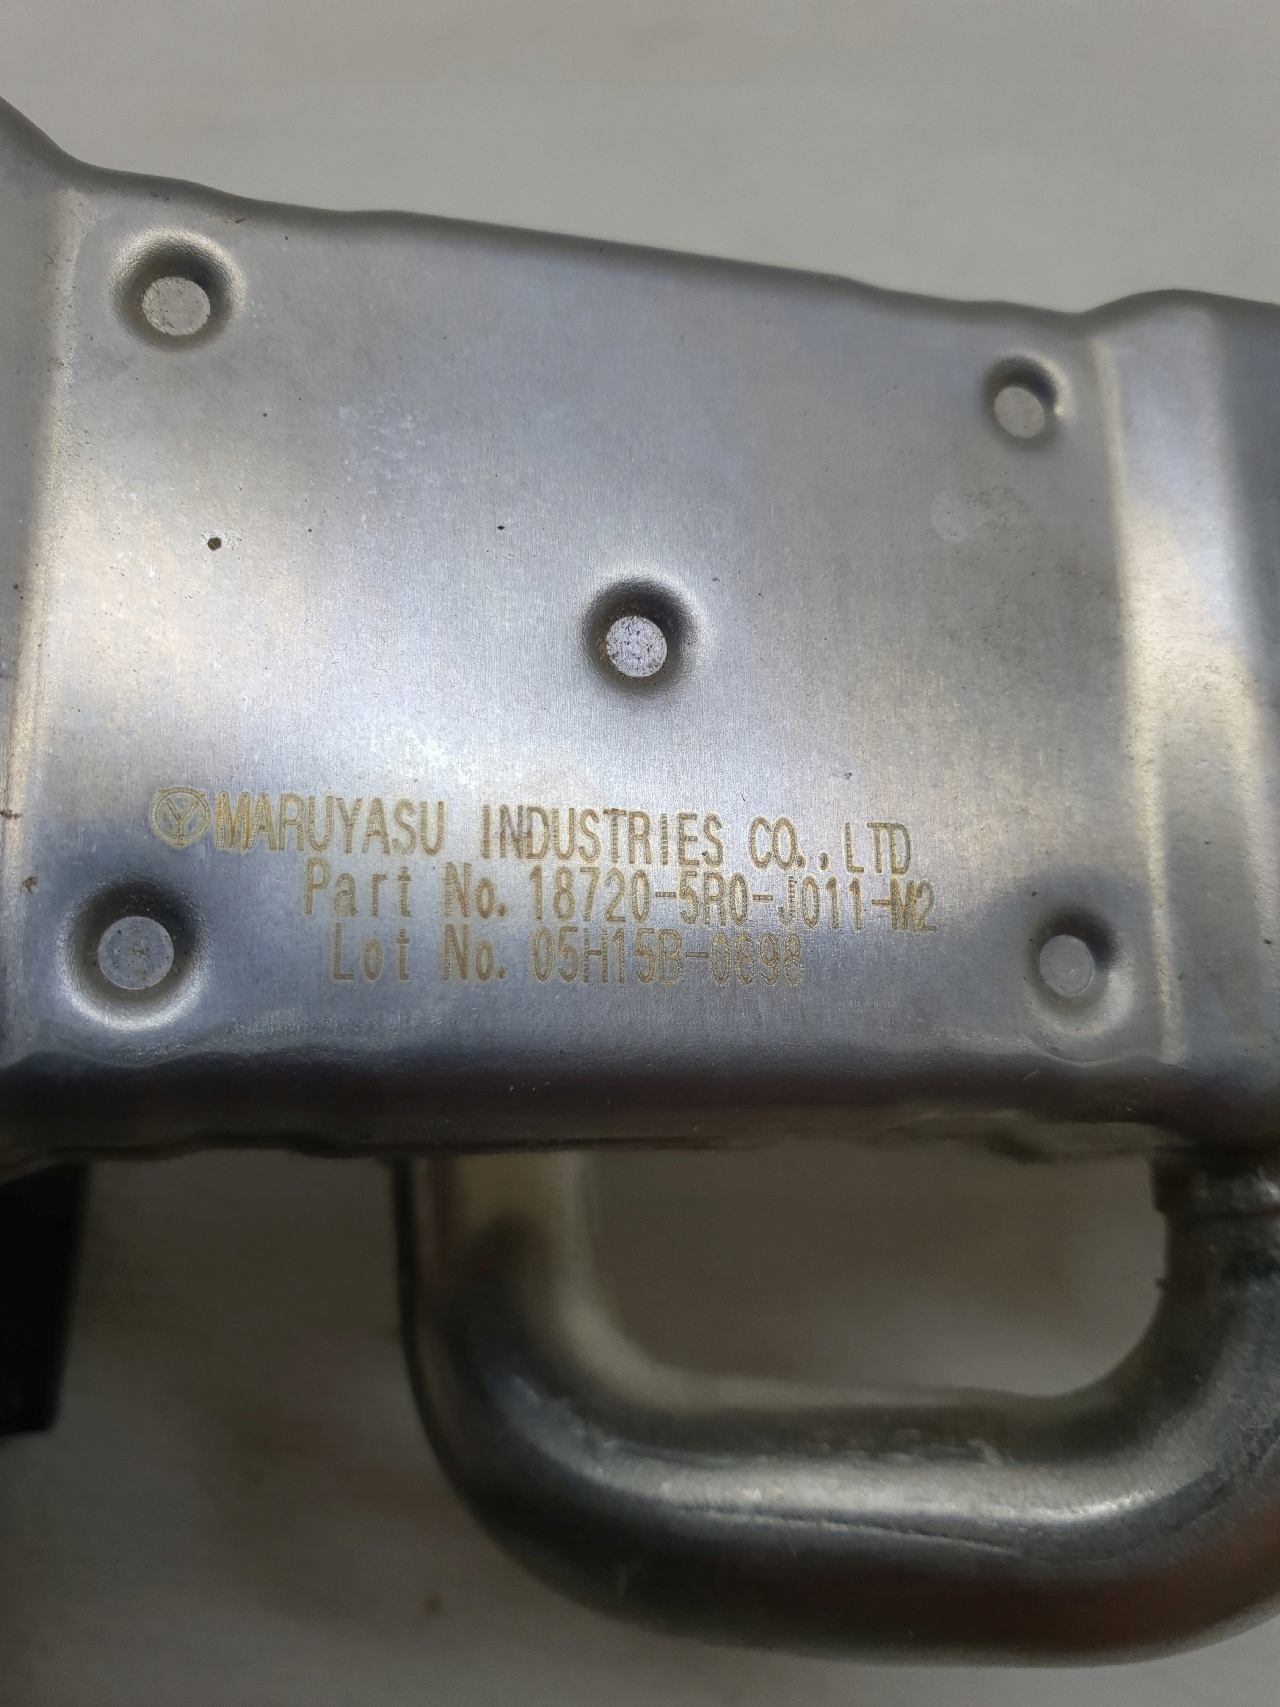 MARUYASU INDUSTRIES CO.,LTD
Part No. 18720-5R0-J011-M2
Lot No. 05H15B-0698